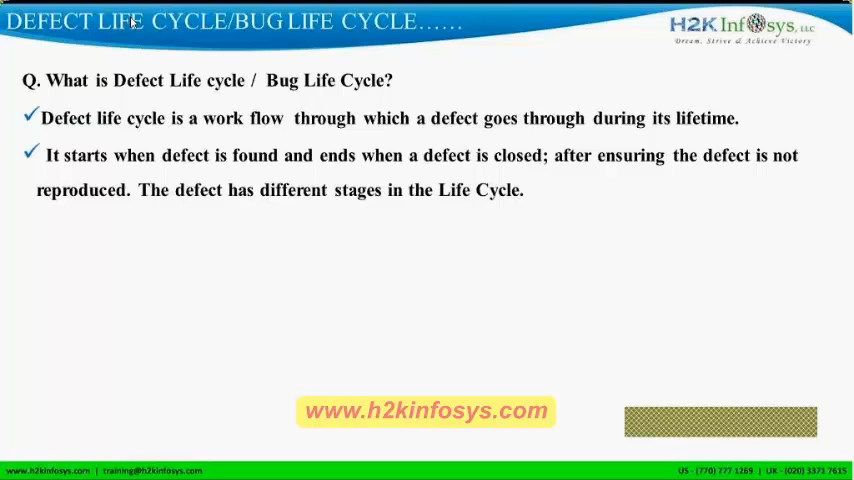 DEFECT LIFE CYCLE/BUG LIFE CYCLE......
H2K Infosys, LLC
Dream, Strive & Achieve Victory
Q. What is Defect Life cycle / Bug Life Cycle?
✓Defect life cycle is a work flow through which a defect goes through during its lifetime.
✓ It starts when defect is found and ends when a defect is closed; after ensuring the defect is not
reproduced. The defect has different stages in the Life Cycle.
www.h2kinfosys.com
www.h2kinfosys.com | training@h2kinfosys.com
US - (770) 777 1269 | UK - (020) 3371 7615